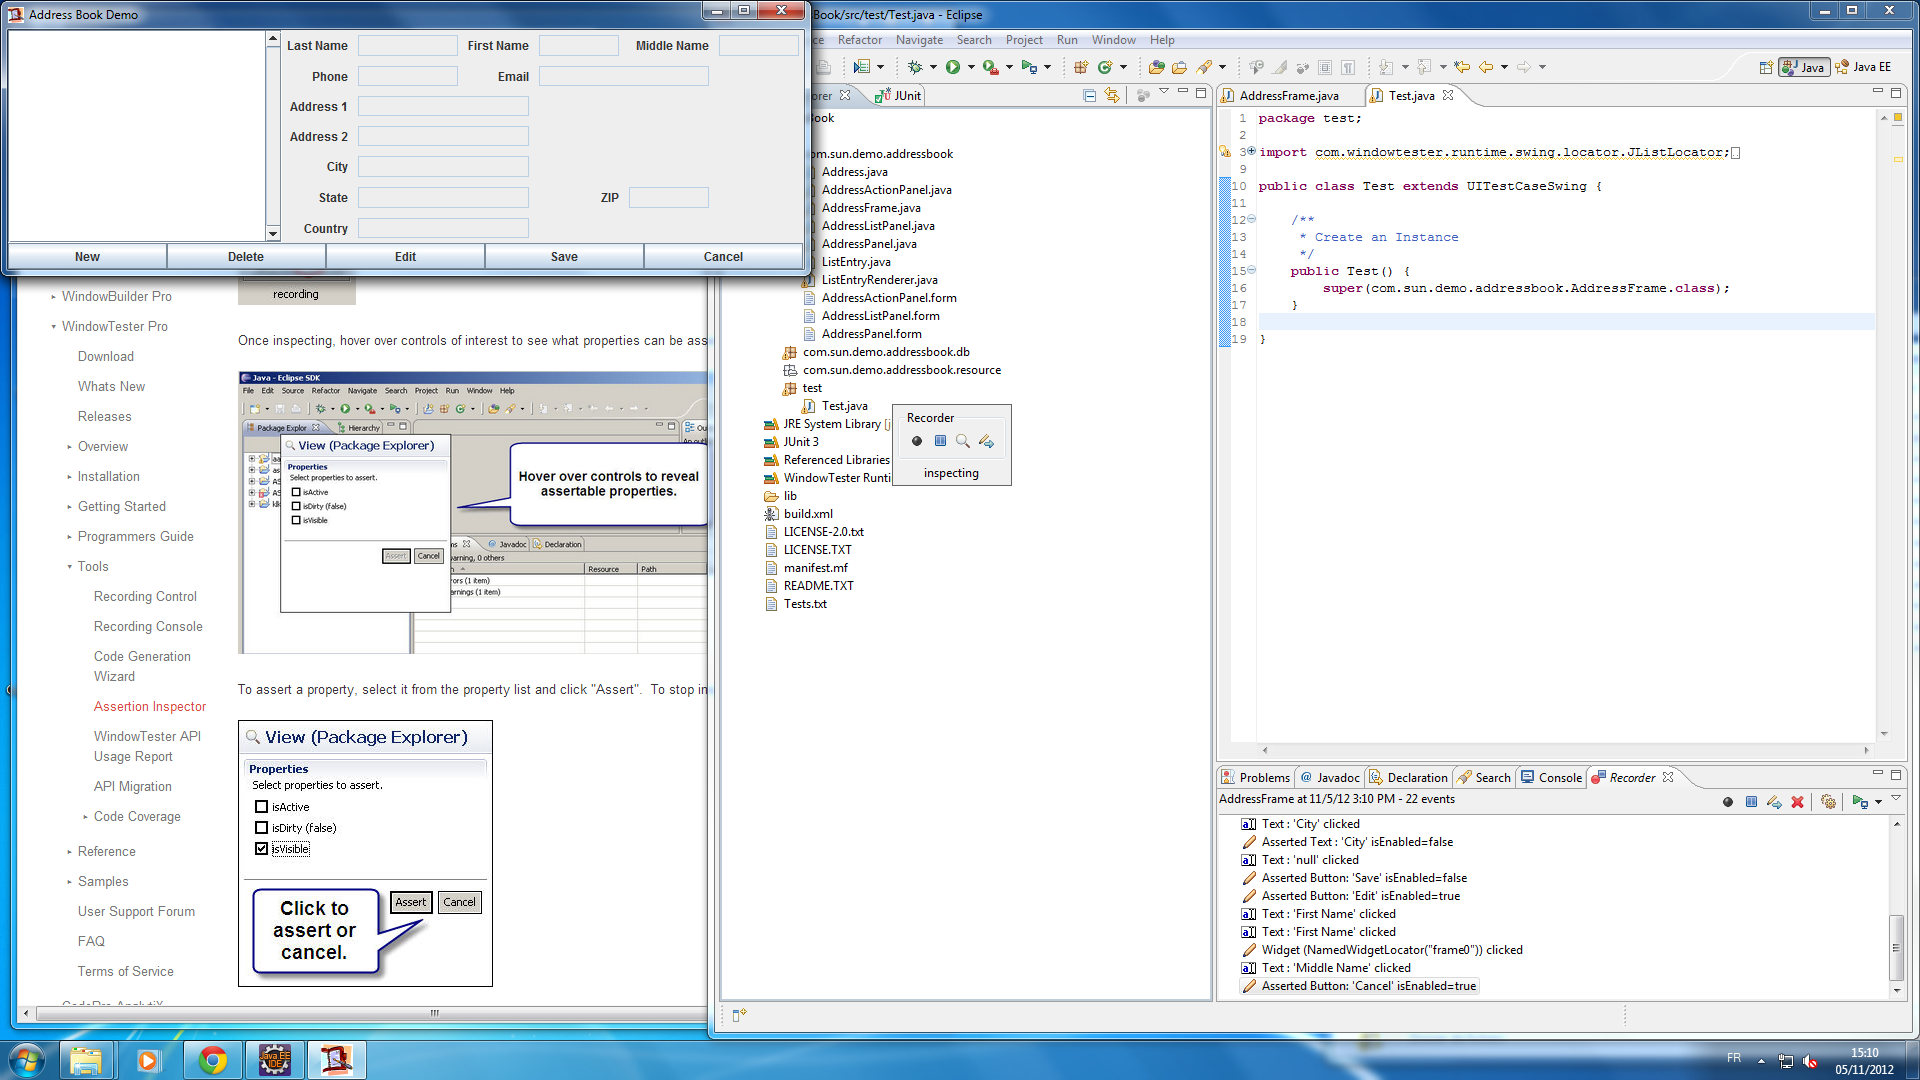 Address Book Demo
Last Name
First Name
Middle Name
Phone
Email
Address 1
Address 2
City
State
ZIP
Country
New
Delete
Edit
Save
Cancel
WindowBuilder Pro
WindowTester Pro
Download
Whats New
Releases
Overview
Installation
Getting Started
Programmers Guide
Tools
Recording Control
Recording Console
Code Generation
Wizard
Assertion Inspector
WindowTester API
Usage Report
API Migration
Code Coverage
Reference
Samples
User Support Forum
FAQ
Terms of Service
recording
Once inspecting, hover over controls of interest to see what properties can be ass
Java - Eclipse SDK
File Edit Source Refactor Navigate Search Project Run Window Help
Package Explor
Hierarchy
View (Package Explorer)
Properties
Select properties to assert.
isActive
isDirty (false)
isVisible
Assert
Cancel
Hover over controls to reveal
assertable properties.
Javadoc
Declaration
arning, 0 others
Resource
Path
rors (1 item)
arnings (1 item)
To assert a property, select it from the property list and click "Assert". To stop in
View (Package Explorer)
Properties
Select properties to assert.
isActive
isDirty (false)
isVisible
Assert
Cancel
Click to
assert or
cancel.
Book/src/test/Test.java - Eclipse
ce Refactor Navigate Search Project Run Window Help
Java
Java EE
orer
JUnit
Book
om.sun.demo.addressbook
Address.java
AddressActionPanel.java
AddressFrame.java
AddressListPanel.java
AddressPanel.java
ListEntry.java
ListEntryRenderer.java
AddressActionPanel.form
AddressListPanel.form
AddressPanel.form
com.sun.demo.addressbook.db
com.sun.demo.addressbook.resource
test
Test.java
JRE System Library [j
JUnit 3
Referenced Libraries
WindowTester Runti
lib
build.xml
LICENSE-2.0.txt
LICENSE.TXT
manifest.mf
README.TXT
Tests.txt
Recorder
inspecting
AddressFrame.java
Test.java
1 package test;
2
3 import com.windowtester.runtime.swing.locator.JListLocator;
9
10 public class Test extends UITestCaseSwing {
11
12 /**
13 * Create an Instance
14 */
15 public Test() {
16 super(com.sun.demo.addressbook.AddressFrame.class);
17 }
18
19 }
Problems
@ Javadoc
Declaration
Search
Console
Recorder
AddressFrame at 11/5/12 3:10 PM - 22 events
Text : 'City' clicked
Asserted Text : 'City' isEnabled=false
Text : 'null' clicked
Asserted Button: 'Save' isEnabled=false
Asserted Button: 'Edit' isEnabled=true
Text : 'First Name' clicked
Text : 'First Name' clicked
Widget (NamedWidgetLocator("frame0")) clicked
Text : 'Middle Name' clicked
Asserted Button: 'Cancel' isEnabled=true
Java EE
IDE
FR
15:10
05/11/2012